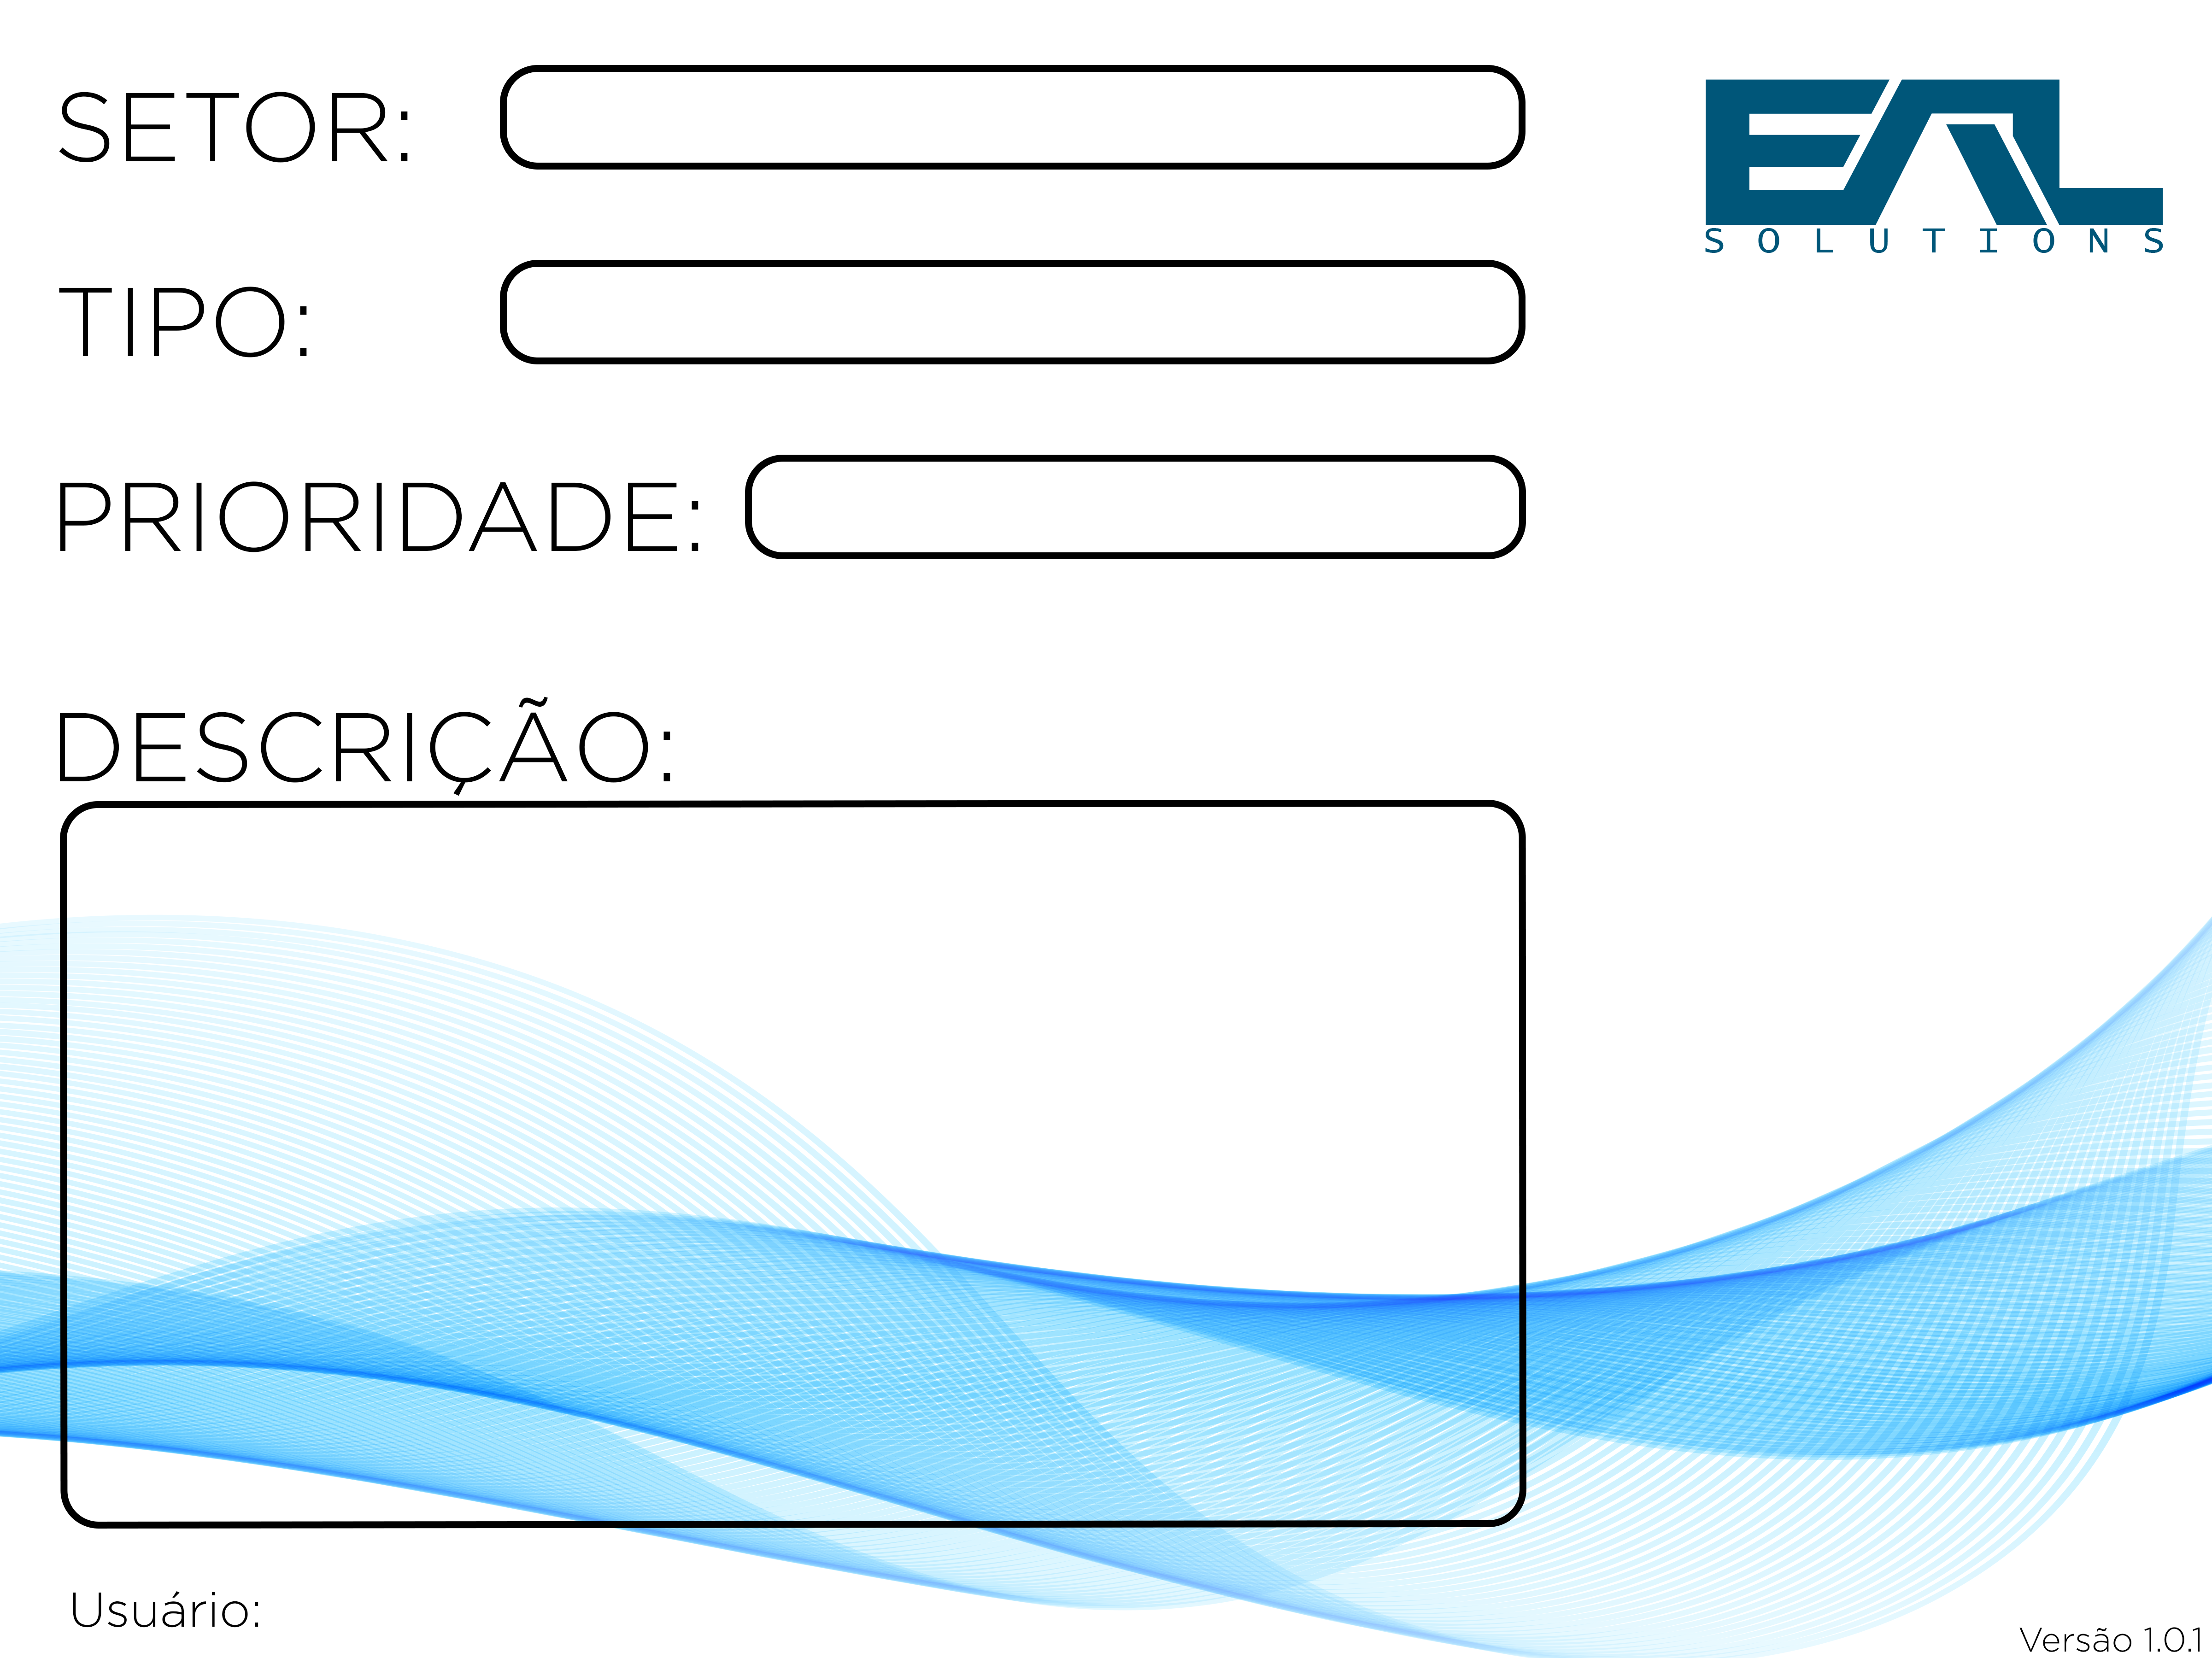 SETOR:
EAL
SOLUTIONS
TIPO:
PRIORIDADE:
DESCRIÇÃO:
Usuário:
Versão 1.0.1